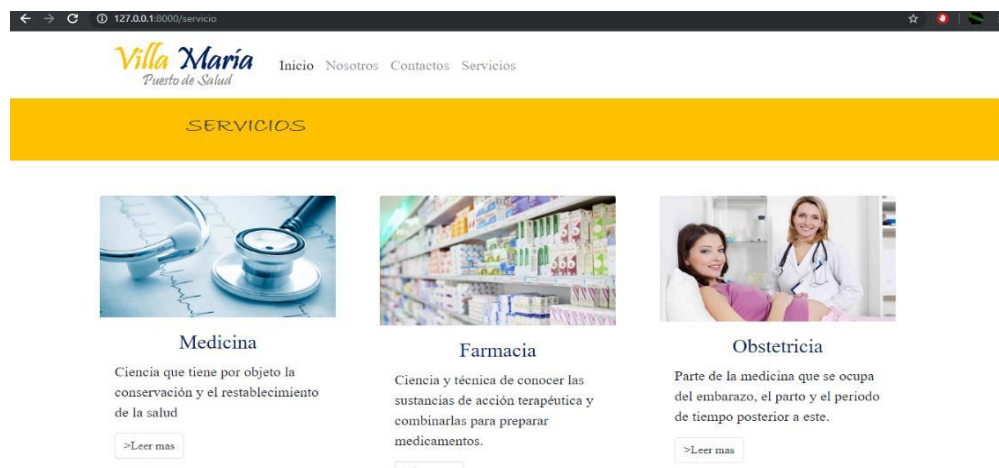 127.0.0.1:8000/servicio
Villa María
Puesto de Salud
Inicio Nosotros Contactos Servicios
SERVICIOS
Medicina
Ciencia que tiene por objeto la
conservación y el restablecimiento
de la salud
>Leer mas
Farmacia
Ciencia y técnica de conocer las
sustancias de acción terapéutica y
combinarlas para preparar
medicamentos.
Obstetricia
Parte de la medicina que se ocupa
del embarazo, el parto y el periodo
de tiempo posterior a este.
>Leer mas